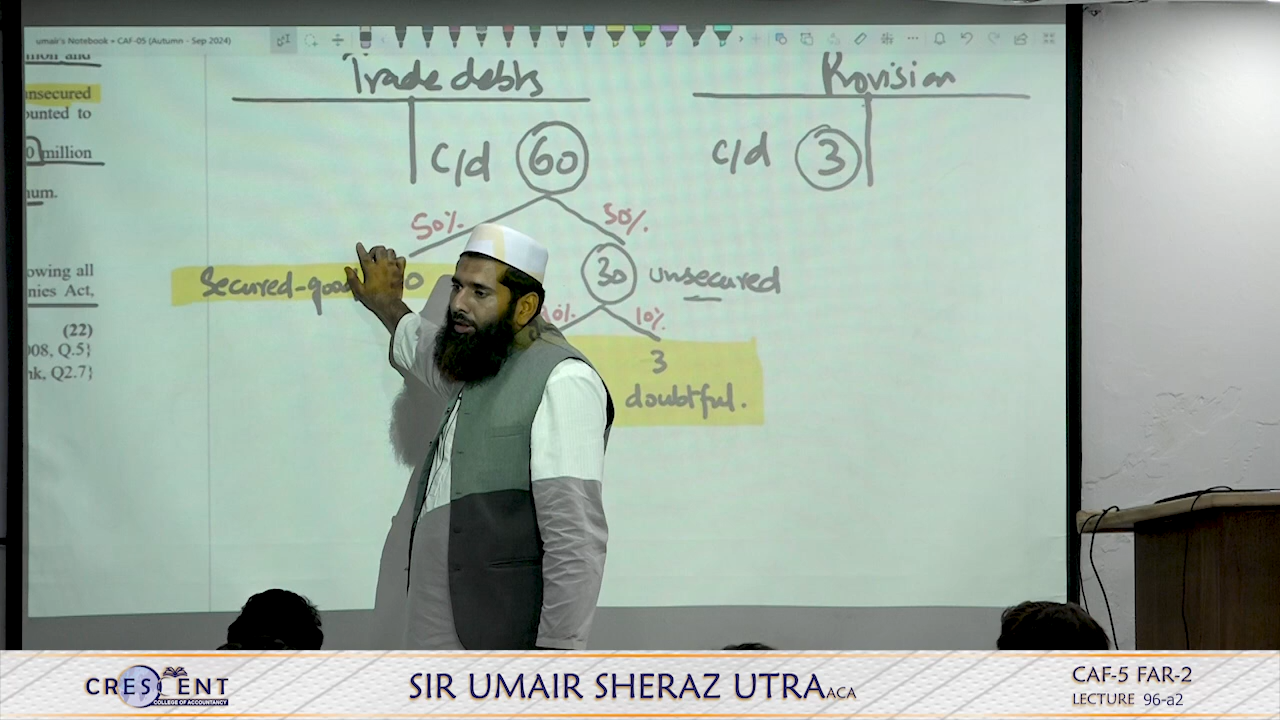 umair's Notebook » CAF-05 (Autumn - Sep 2024)
unsecured
ounted to
million
owing all
nies Act,
(22)
008, Q.5}
nk, Q2.7}
Trade debts
c/d 60
50%. 50%.
Secured-good
30 unsecured
10%.
3
doubtful.
Provision
c/d 3
CRESCENT
COLLEGE OF ACCOUNTANCY
SIR UMAIR SHERAZ UTRA ACA
CAF-5 FAR-2
LECTURE 96-a2